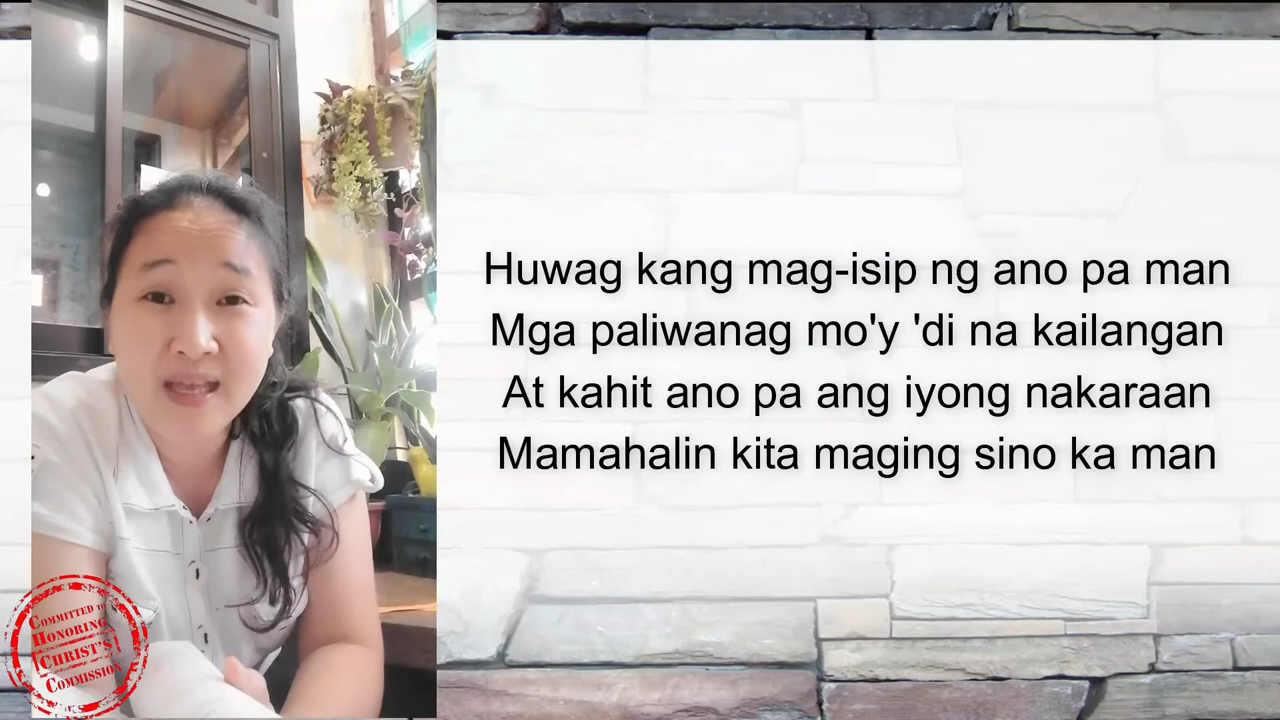 Huwag kang mag-isip ng ano pa man
Mga paliwanag mo'y 'di na kailangan
At kahit ano pa ang iyong nakaraan
Mamahalin kita maging sino ka man
COMMITTED TO
HONORING
CHRIST'S
COMMISSION